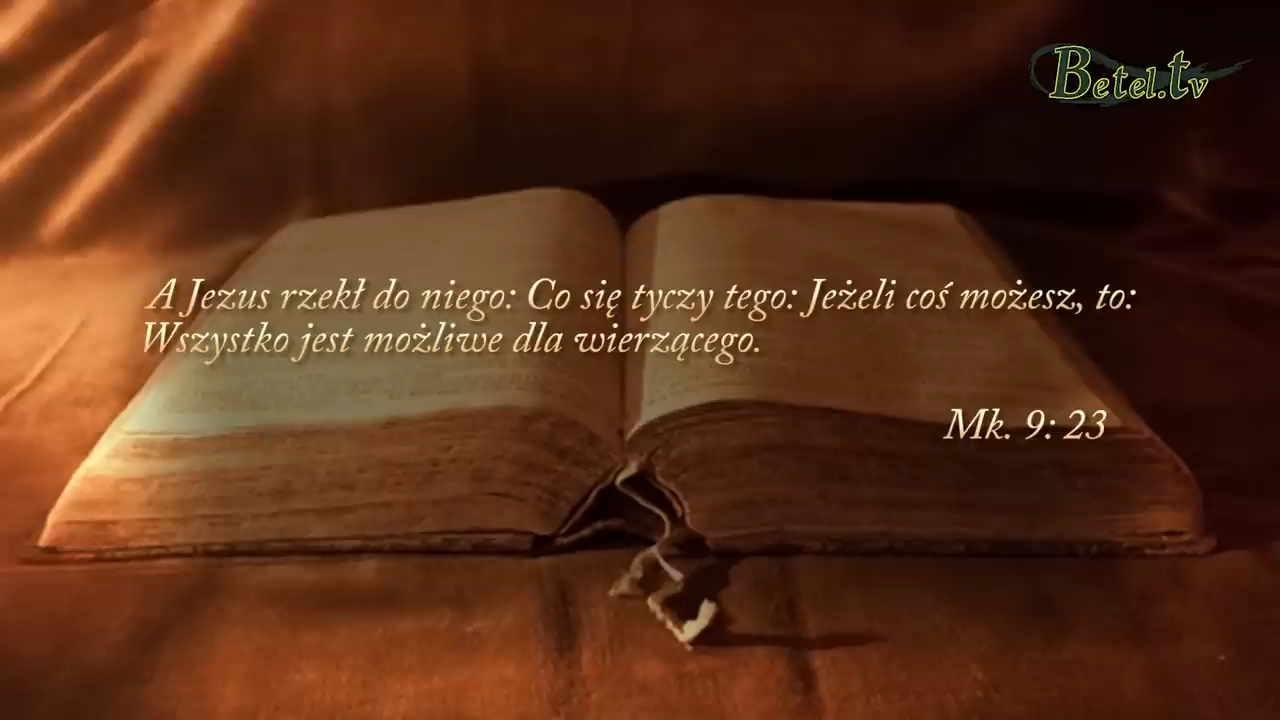 Betel.tv
A Jezus rzekł do niego: Co się tyczy tego: Jeżeli coś możesz, to:
Wszystko jest możliwe dla wierzącego.
Mk. 9: 23